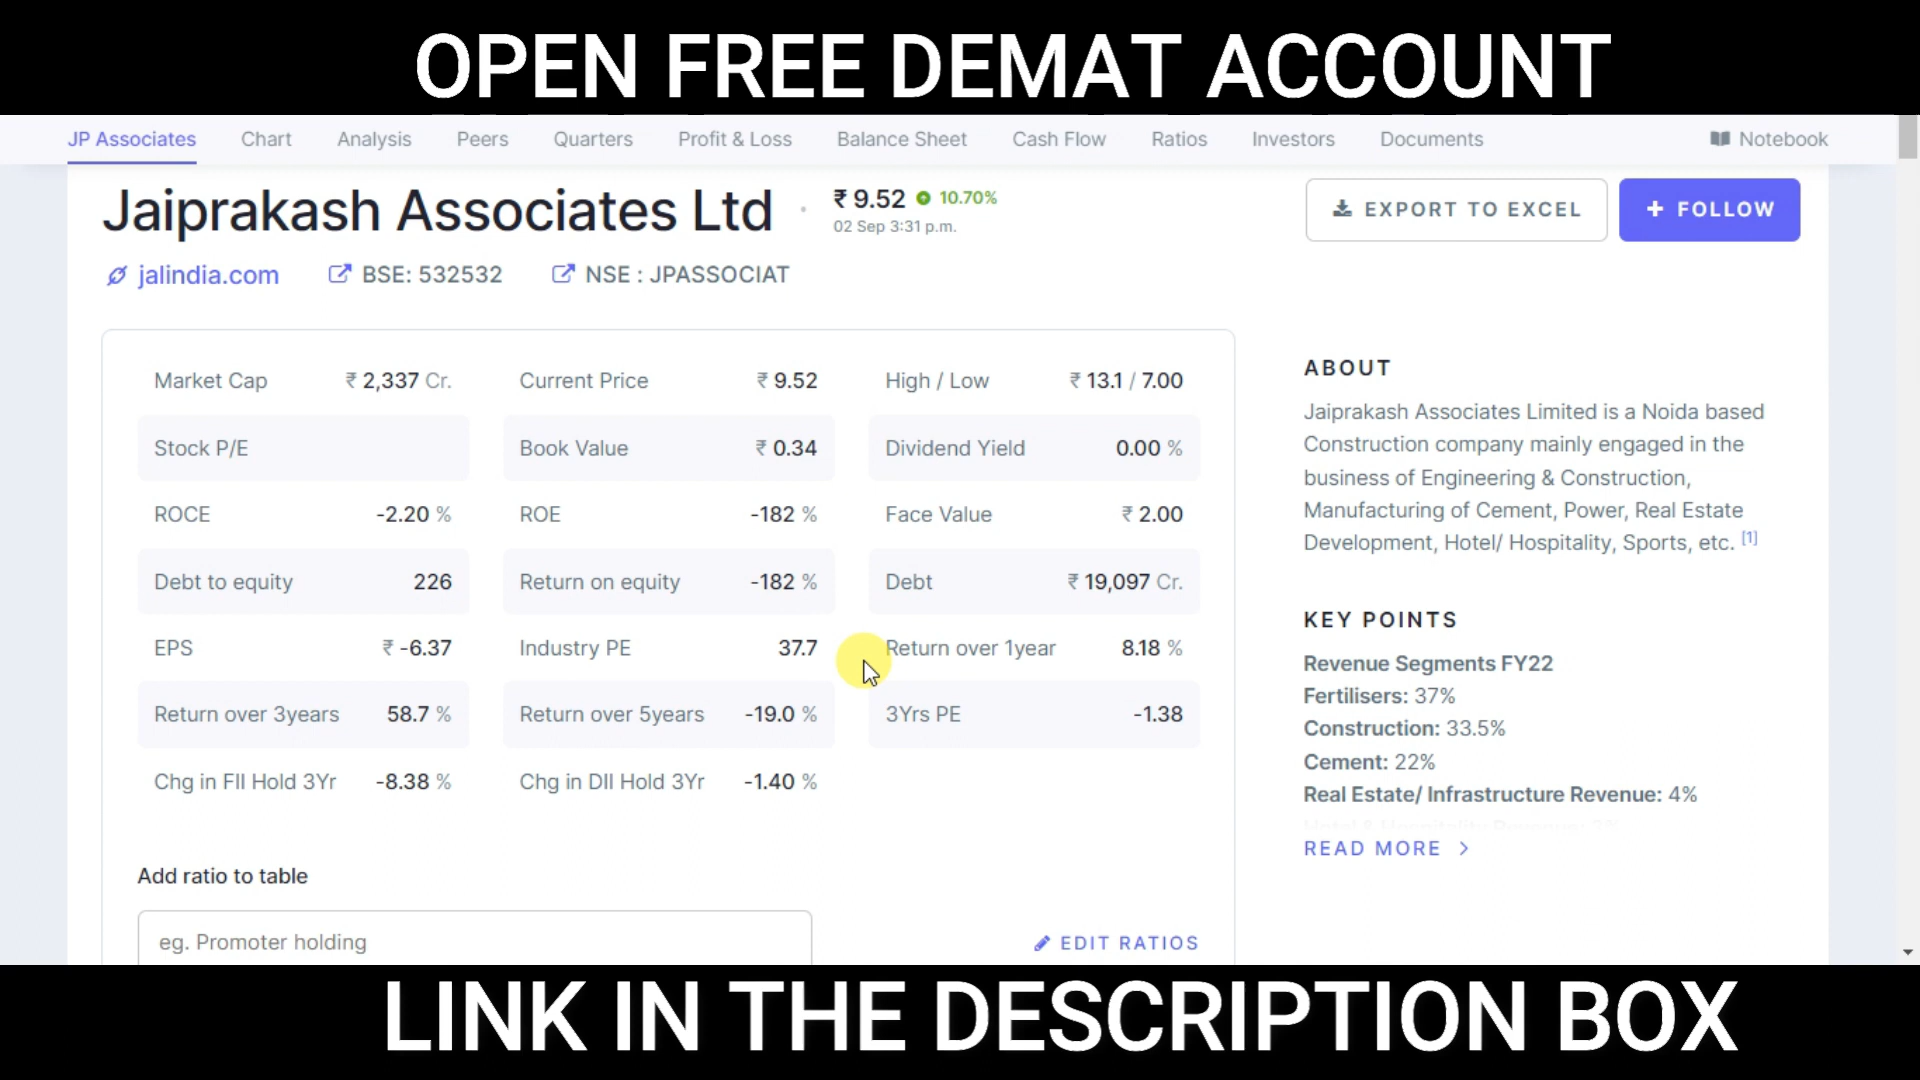 OPEN FREE DEMAT ACCOUNT
JP Associates Chart Analysis Peers Quarters Profit & Loss Balance Sheet Cash Flow Ratios Investors Documents Notebook
Jaiprakash Associates Ltd · ₹ 9.52 10.70%
02 Sep 3:31 p.m.
EXPORT TO EXCEL + FOLLOW
jalindia.com BSE: 532532 NSE : JPASSOCIAT
Market Cap ₹ 2,337 Cr. Current Price ₹ 9.52 High / Low ₹ 13.1 / 7.00
Stock P/E Book Value ₹ 0.34 Dividend Yield 0.00 %
ROCE -2.20 % ROE -182 % Face Value ₹ 2.00
Debt to equity 226 Return on equity -182 % Debt ₹ 19,097 Cr.
EPS ₹ -6.37 Industry PE 37.7 Return over 1year 8.18 %
Return over 3years 58.7 % Return over 5years -19.0 % 3Yrs PE -1.38
Chg in FII Hold 3Yr -8.38 % Chg in DII Hold 3Yr -1.40 %
Add ratio to table
eg. Promoter holding
EDIT RATIOS
ABOUT
Jaiprakash Associates Limited is a Noida based
Construction company mainly engaged in the
business of Engineering & Construction,
Manufacturing of Cement, Power, Real Estate
Development, Hotel/ Hospitality, Sports, etc. [1]
KEY POINTS
Revenue Segments FY22
Fertilisers: 37%
Construction: 33.5%
Cement: 22%
Real Estate/ Infrastructure Revenue: 4%
READ MORE
LINK IN THE DESCRIPTION BOX